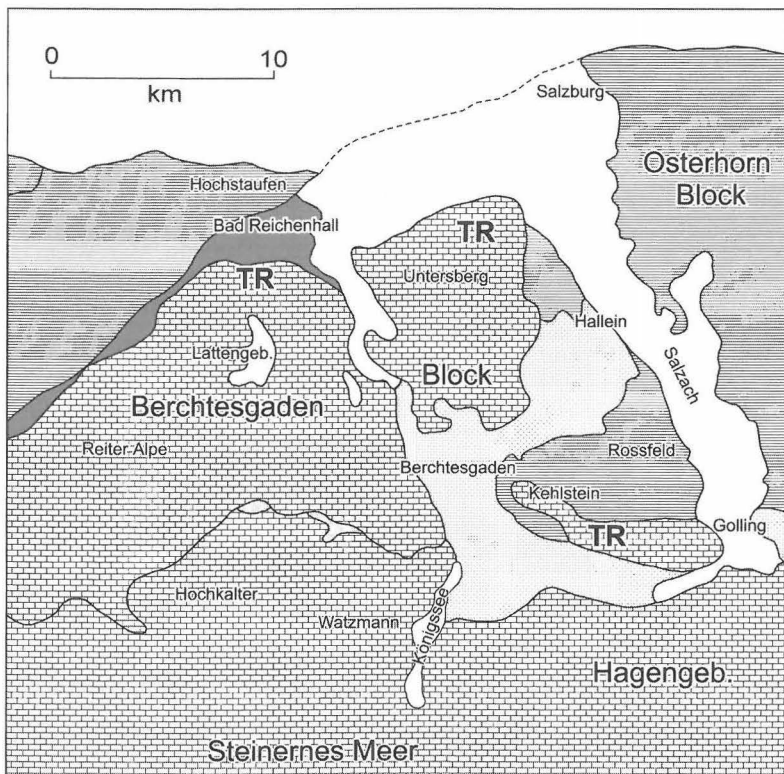 0 10
km
Salzburg
Osterhorn
Block
Hochstaufen
Bad Reichenhall
TR
TR
Untersberg
Hallein
Lattengeb.
Block
Salzach
Berchtesgaden
Reiter Alpe
Berchtesgaden
Rossfeld
Kehlstein
TR
Golling
Hochkalter
Watzmann
Königssee
Hagengeb.
Steinernes Meer